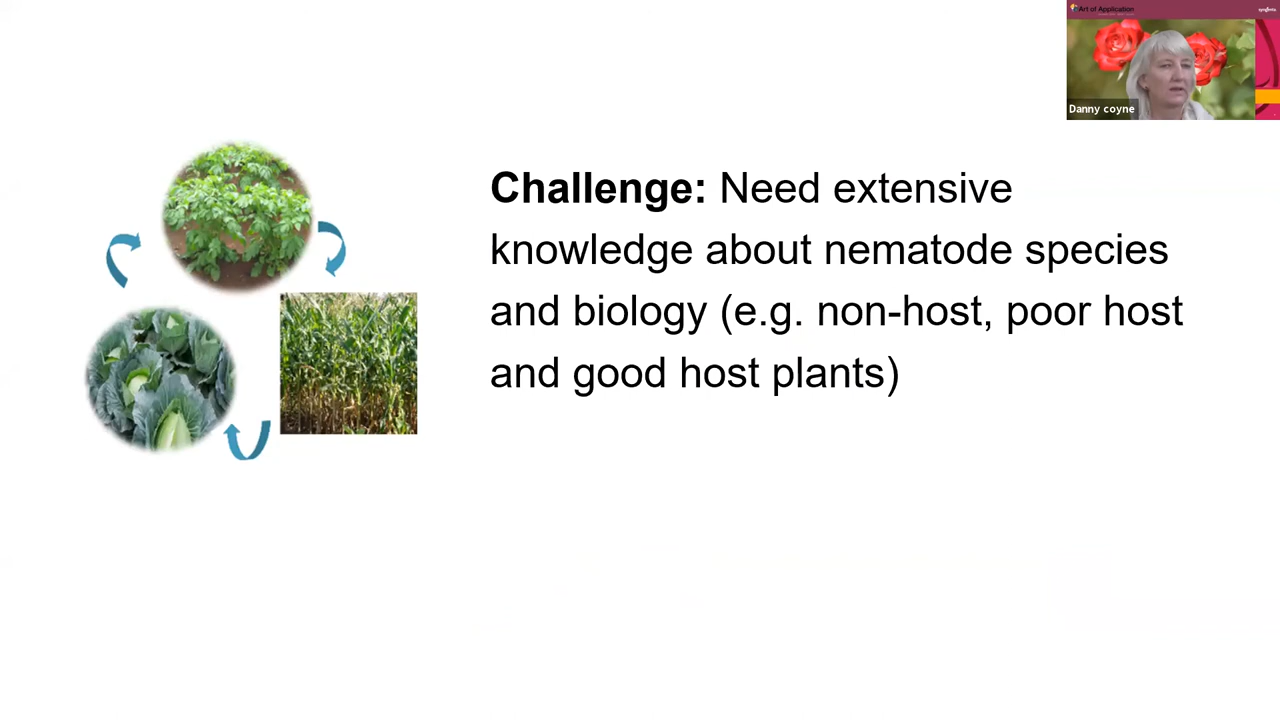 Art of Application
syngenta
Danny coyne
Challenge: Need extensive
knowledge about nematode species
and biology (e.g. non-host, poor host
and good host plants)